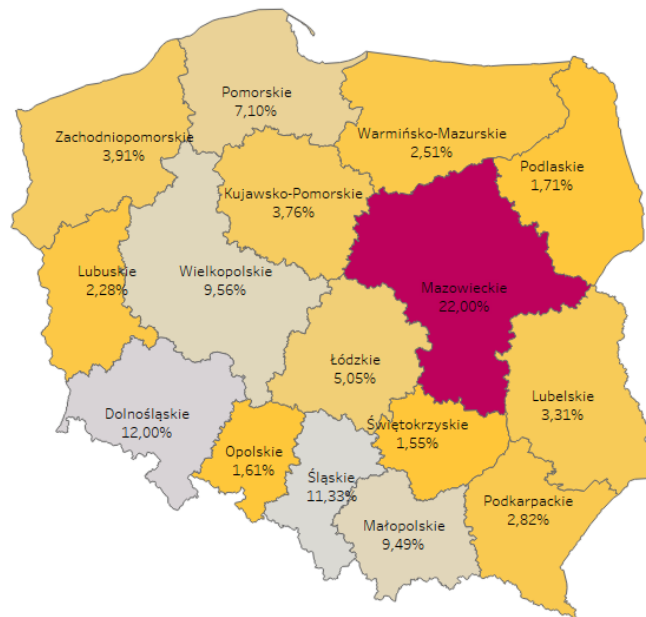 Pomorskie
7,10%
Zachodniopomorskie
3,91%
Warmińsko-Mazurskie
2,51%
Podlaskie
1,71%
Kujawsko-Pomorskie
3,76%
Lubuskie
2,28%
Wielkopolskie
9,56%
Mazowieckie
22,00%
Łódzkie
5,05%
Lubelskie
3,31%
Dolnośląskie
12,00%
Świętokrzyskie
1,55%
Opolskie
1,61%
Śląskie
11,33%
Podkarpackie
2,82%
Małopolskie
9,49%